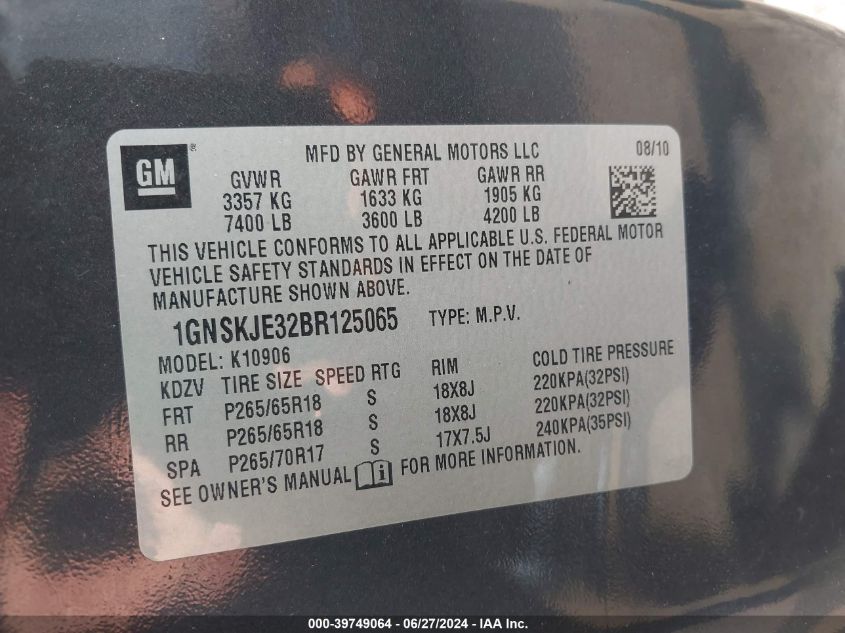 GM ® MFD BY GENERAL MOTORS LLC 08/10
GVWR GAWR FRT GAWR RR
3357 KG 1633 KG 1905 KG
7400 LB 3600 LB 4200 LB
THIS VEHICLE CONFORMS TO ALL APPLICABLE U.S. FEDERAL MOTOR
VEHICLE SAFETY STANDARDS IN EFFECT ON THE DATE OF
MANUFACTURE SHOWN ABOVE.
1GNSKJE32BR125065 TYPE: M.P.V.
MODEL: K10906
KDZV TIRE SIZE SPEED RTG RIM COLD TIRE PRESSURE
FRT P265/65R18 S 18X8J 220KPA(32PSI)
RR P265/65R18 S 18X8J 220KPA(32PSI)
SPA P265/70R17 S 17X7.5J 240KPA(35PSI)
SEE OWNER'S MANUAL i FOR MORE INFORMATION.
000-39749064 - 06/27/2024 - IAA Inc.